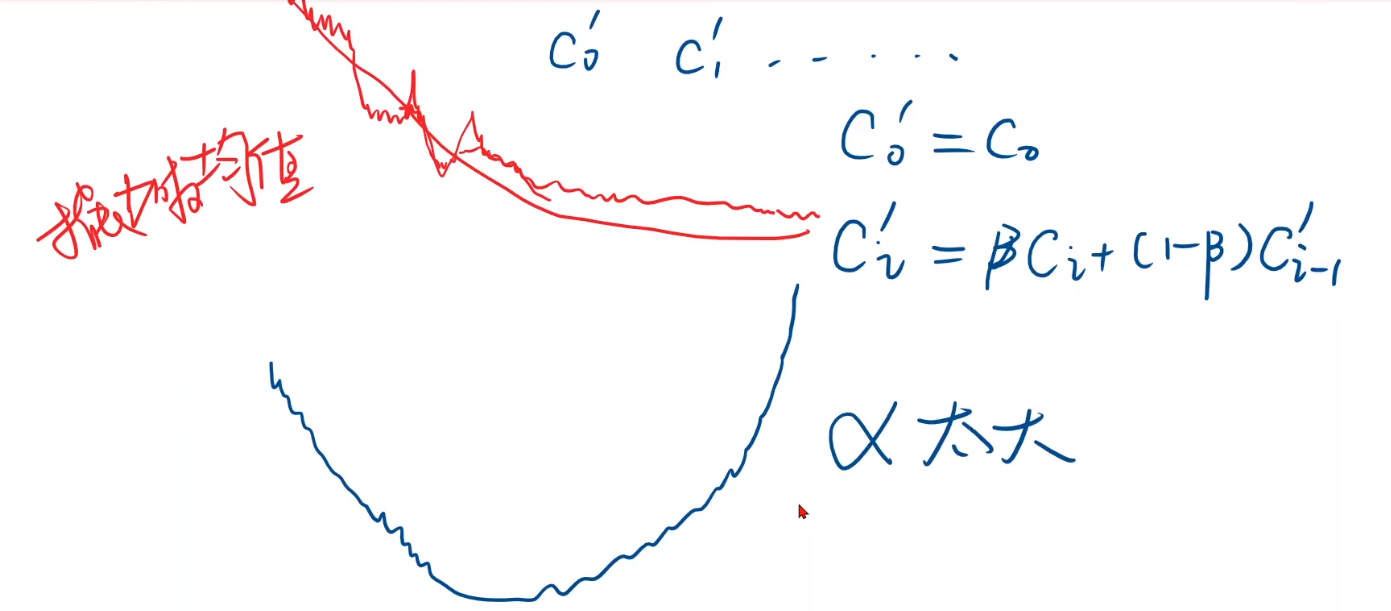 C₀′ C₁′ - - · · ·
C₀′ = C₀
指数加权均值
Cᵢ′ = βCᵢ + (1-β)C′ᵢ₋₁
α 太大